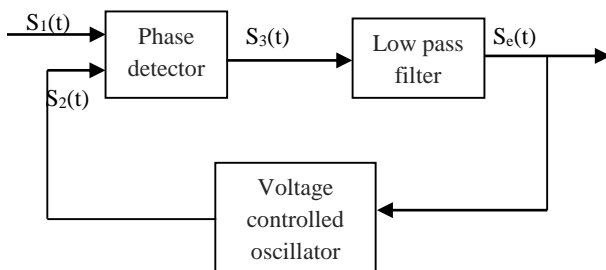 S₁(t)
Phase
detector
S₃(t)
Low pass
filter
Sₑ(t)
S₂(t)
Voltage
controlled
oscillator